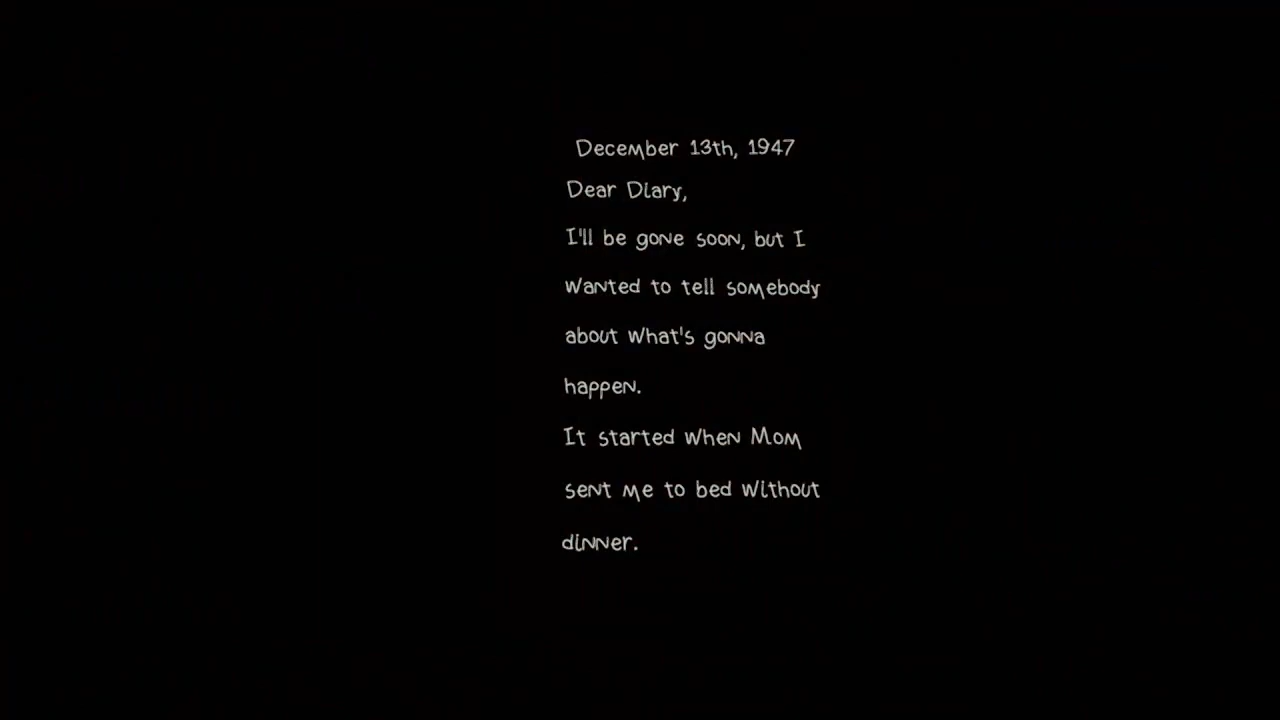 December 13th, 1947
Dear Diary,
I'll be gone soon, but I
wanted to tell somebody
about what's gonna
happen.
It started when Mom
sent me to bed without
dinner.